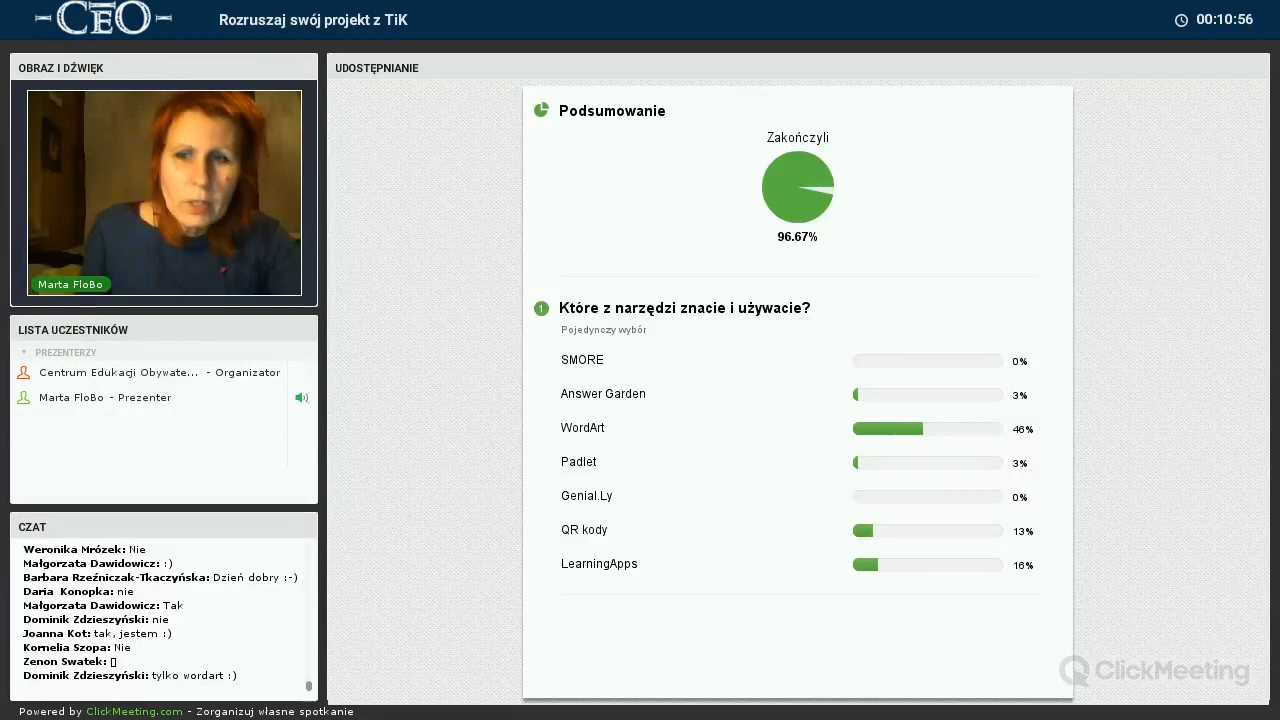 CEO
Rozruszaj swój projekt z TiK
00:10:56
OBRAZ I DŹWIĘK
Marta FloBo
LISTA UCZESTNIKÓW
PREZENTERZY
Centrum Edukacji Obywate... - Organizator
Marta FloBo - Prezenter
CZAT
Weronika Mrózek: Nie
Małgorzata Dawidowicz: :)
Barbara Rzeźniczak-Tkaczyńska: Dzień dobry :-)
Daria Konopka: nie
Małgorzata Dawidowicz: Tak
Dominik Zdzieszyński: nie
Joanna Kot: tak, jestem :)
Kornelia Szopa: Nie
Zenon Swatek:
Dominik Zdzieszyński: tylko wordart :)
UDOSTĘPNIANIE
Podsumowanie
Zakończyli
96.67%
1 Które z narzędzi znacie i używacie?
Pojedynczy wybór
SMORE 0%
Answer Garden 3%
WordArt 46%
Padlet 3%
Genial.Ly 0%
QR kody 13%
LearningApps 16%
ClickMeeting
Powered by ClickMeeting.com - Zorganizuj własne spotkanie